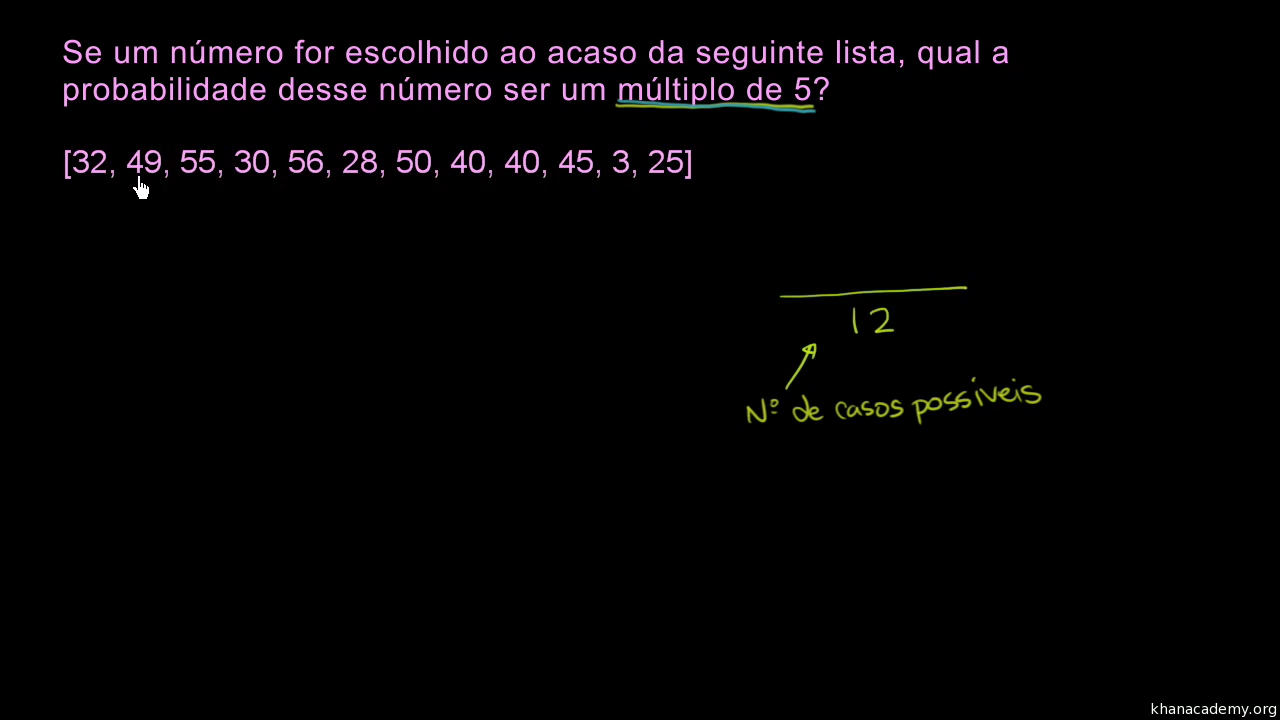 Se um número for escolhido ao acaso da seguinte lista, qual a
probabilidade desse número ser um múltiplo de 5?
[32, 49, 55, 30, 56, 28, 50, 40, 40, 45, 3, 25]
12
Nº de casos possíveis
khanacademy.org